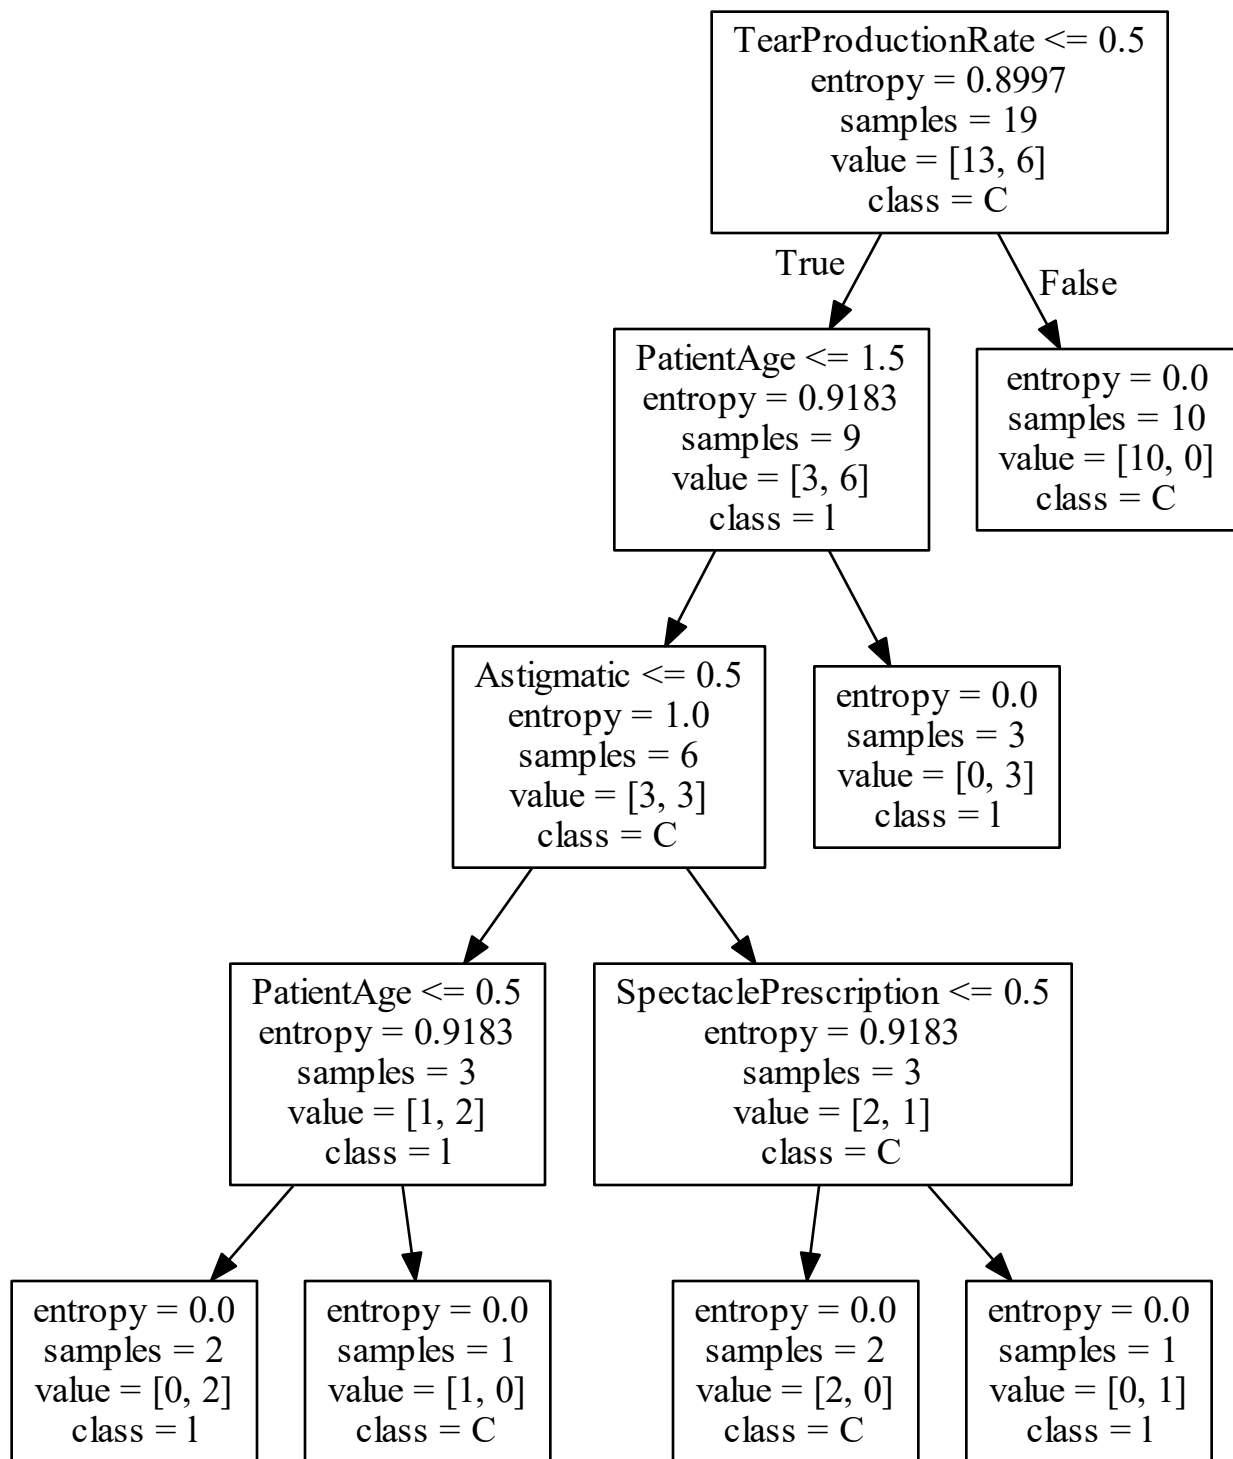 TearProductionRate <= 0.5
entropy = 0.8997
samples = 19
value = [13, 6]
class = C
True
False
PatientAge <= 1.5
entropy = 0.9183
samples = 9
value = [3, 6]
class = l
entropy = 0.0
samples = 10
value = [10, 0]
class = C
Astigmatic <= 0.5
entropy = 1.0
samples = 6
value = [3, 3]
class = C
entropy = 0.0
samples = 3
value = [0, 3]
class = l
PatientAge <= 0.5
entropy = 0.9183
samples = 3
value = [1, 2]
class = l
SpectaclePrescription <= 0.5
entropy = 0.9183
samples = 3
value = [2, 1]
class = C
entropy = 0.0
samples = 2
value = [0, 2]
class = l
entropy = 0.0
samples = 1
value = [1, 0]
class = C
entropy = 0.0
samples = 2
value = [2, 0]
class = C
entropy = 0.0
samples = 1
value = [0, 1]
class = l